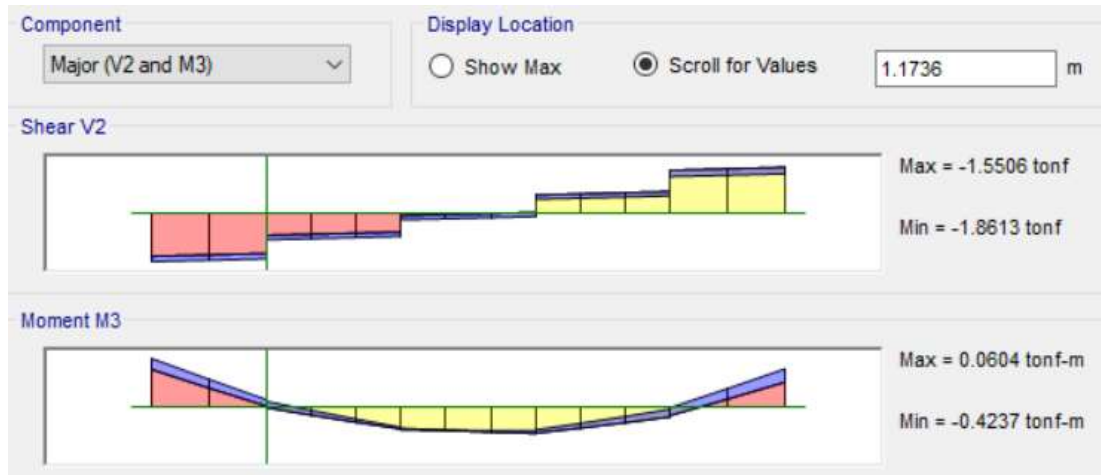 Component
Major (V2 and M3)
Display Location
Show Max
Scroll for Values
1.1736
m
Shear V2
Max = -1.5506 tonf
Min = -1.8613 tonf
Moment M3
Max = 0.0604 tonf-m
Min = -0.4237 tonf-m